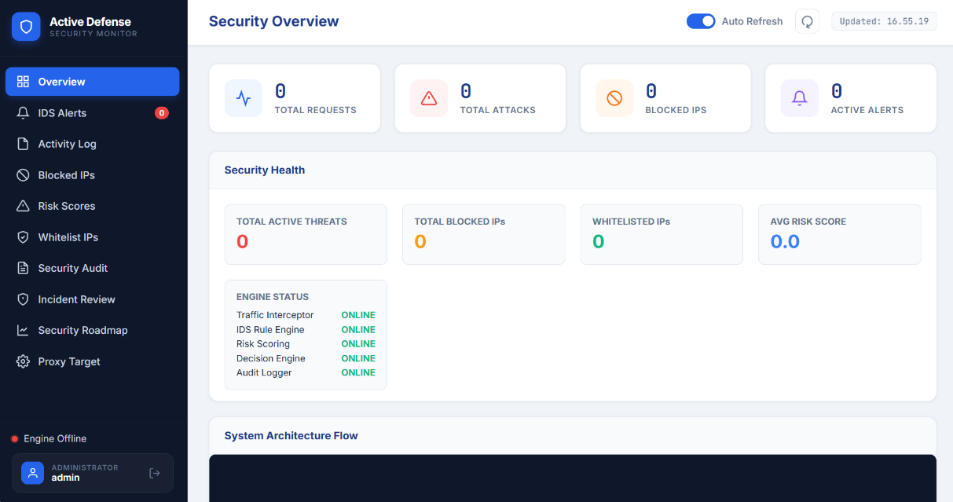 Active Defense
SECURITY MONITOR
Overview
IDS Alerts
0
Activity Log
Blocked IPs
Risk Scores
Whitelist IPs
Security Audit
Incident Review
Security Roadmap
Proxy Target
Engine Offline
ADMINISTRATOR
admin
Security Overview
Auto Refresh
Updated: 16.55.19
0
TOTAL REQUESTS
0
TOTAL ATTACKS
0
BLOCKED IPS
0
ACTIVE ALERTS
Security Health
TOTAL ACTIVE THREATS
0
TOTAL BLOCKED IPs
0
WHITELISTED IPs
0
AVG RISK SCORE
0.0
ENGINE STATUS
Traffic Interceptor ONLINE
IDS Rule Engine ONLINE
Risk Scoring ONLINE
Decision Engine ONLINE
Audit Logger ONLINE
System Architecture Flow